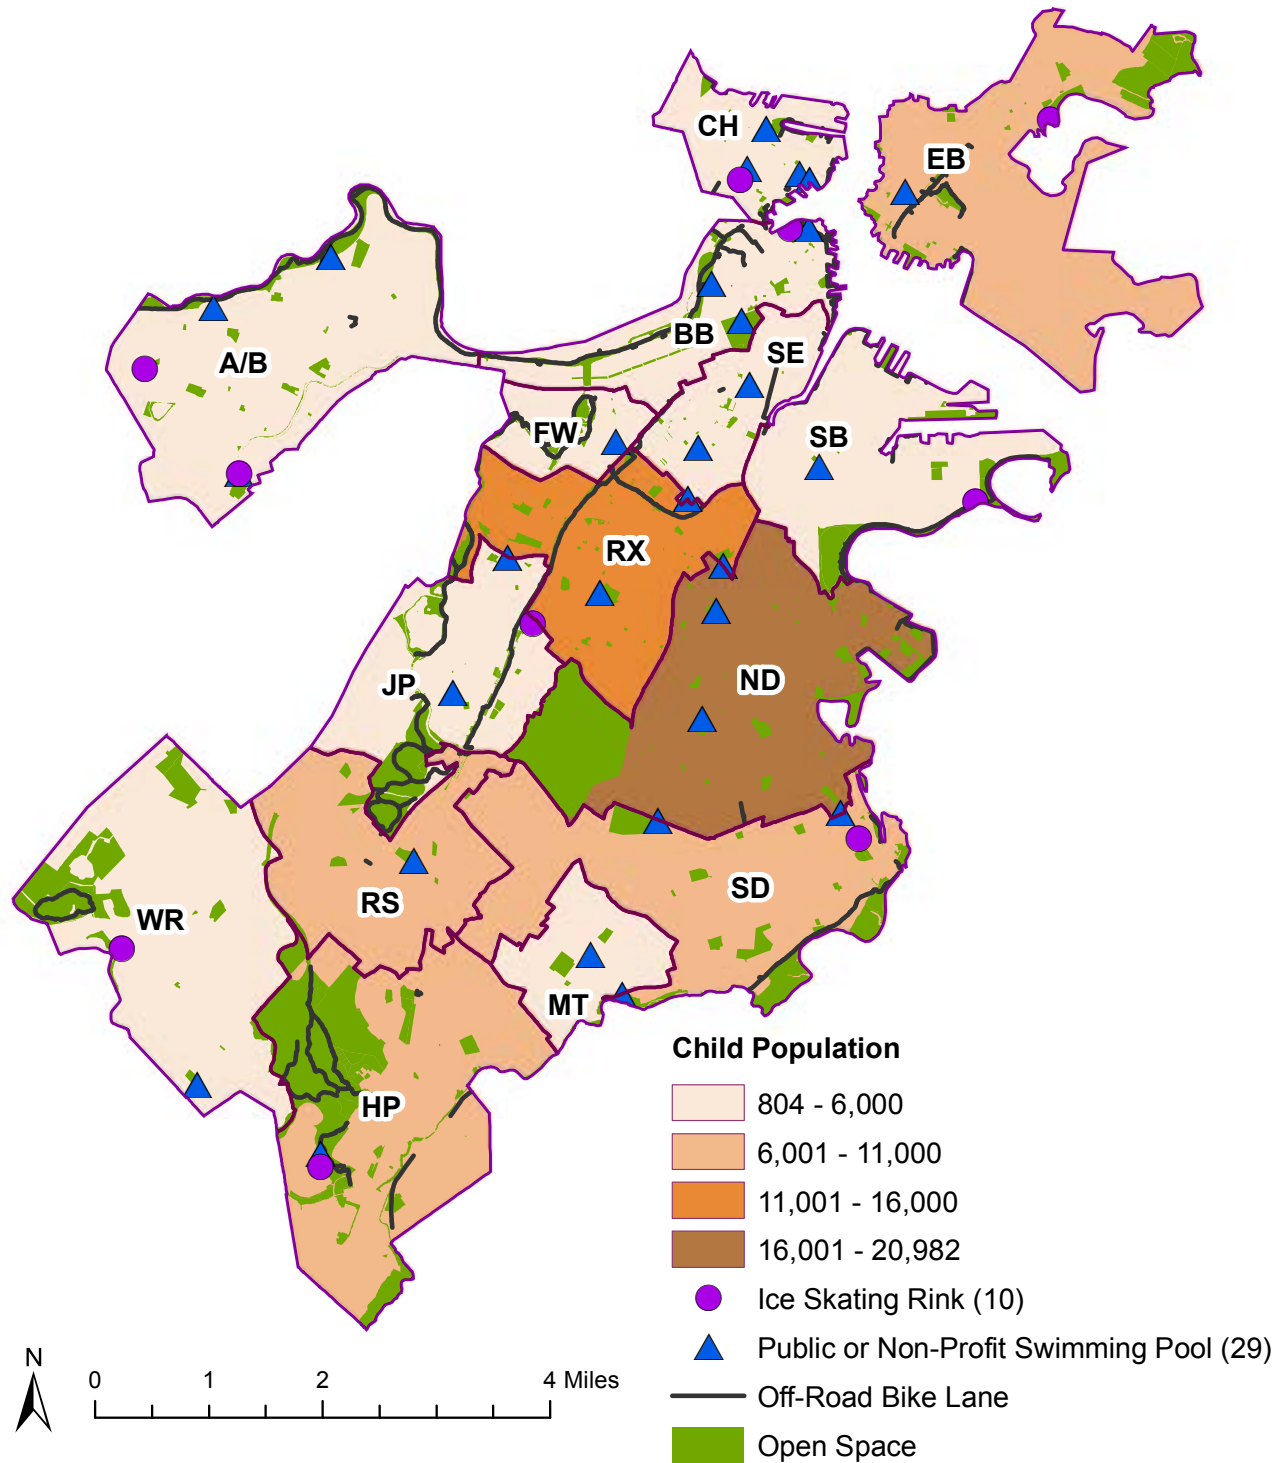 CH
EB
A/B
BB
SE
FW
SB
RX
JP
ND
SD
RS
WR
MT
HP
Child Population
804 - 6,000
6,001 - 11,000
11,001 - 16,000
16,001 - 20,982
Ice Skating Rink (10)
Public or Non-Profit Swimming Pool (29)
Off-Road Bike Lane
Open Space
N
0 1 2 4 Miles